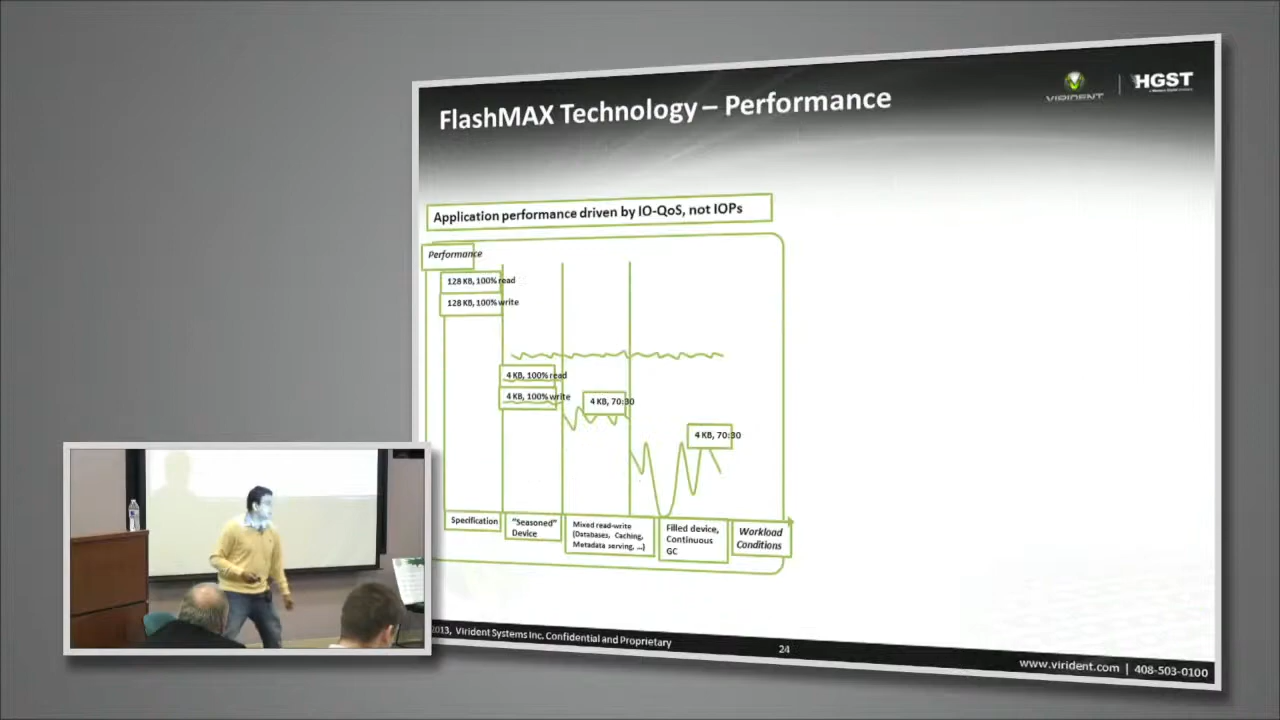 FlashMAX Technology – Performance
VIRIDENT
HGST
Application performance driven by IO-QoS, not IOPs
Performance
128 KB, 100% read
128 KB, 100% write
4 KB, 100% read
4 KB, 100% write
4 KB, 70:30
4 KB, 70:30
Specification
"Seasoned"
Device
Mixed read-write
(Databases, Caching,
Metadata serving, …)
Filled device,
Continuous
GC
Workload
Conditions
2013, Virident Systems Inc. Confidential and Proprietary
24
www.virident.com | 408-503-0100